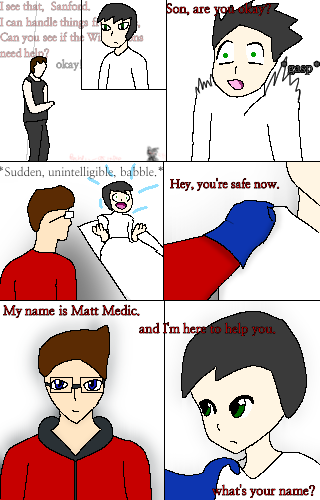 I see that, Sanford.
I can handle things
Can you see if the
need help?
okay!
Son, are you okay?
*gasp*
*Sudden, unintelligible, babble.*
Hey, you're safe now.
My name is Matt Medic.
and I'm here to help you.
what's your name?